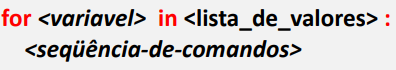 for <variavel> in <lista_de_valores> :
<seqüência-de-comandos>